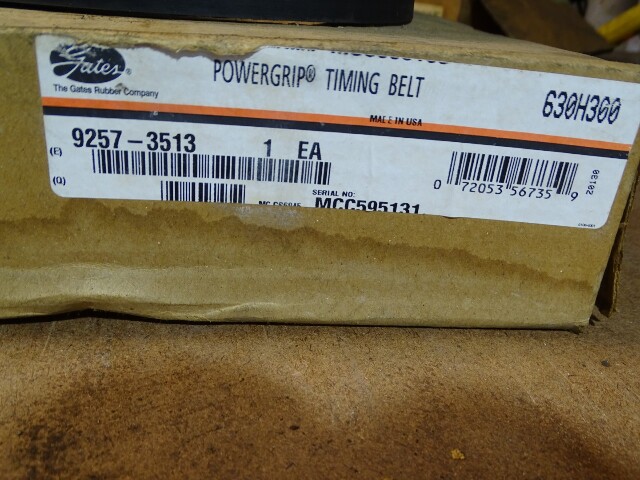 Gates®
The Gates Rubber Company
POWERGRIP® TIMING BELT
630H300
MADE IN USA
9257-3513 1 EA
(E)
(Q)
0 72053 56735 9
20130
SERIAL NO:
MCC595131